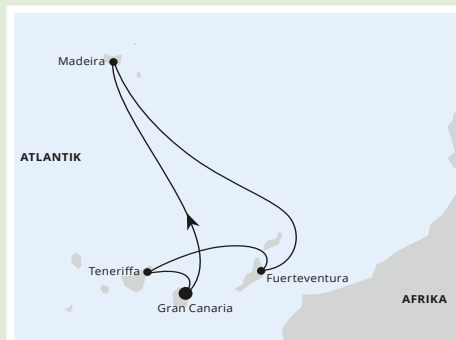 Madeira
ATLANTIK
Teneriffa
Fuerteventura
AFRIKA
Gran Canaria